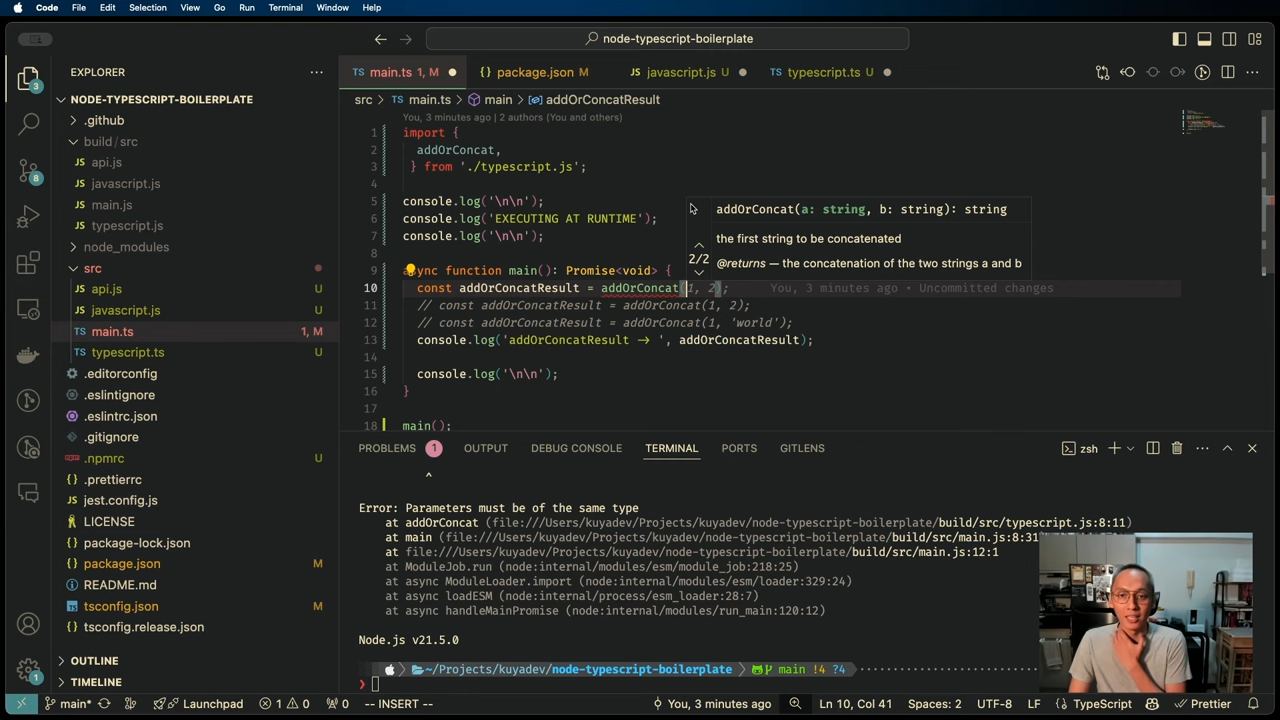 Code File Edit Selection View Go Run Terminal Window Help
node-typescript-boilerplate
EXPLORER
main.ts 1, M
package.json M
javascript.js U
typescript.ts U
NODE-TYPESCRIPT-BOILERPLATE
.github
build/src
api.js
javascript.js
main.js
typescript.js
node_modules
src
api.js U
javascript.js U
main.ts 1, M
typescript.ts U
.editorconfig
.eslintignore
.eslintrc.json
.gitignore
.npmrc U
.prettierrc
jest.config.js
LICENSE
package-lock.json
package.json M
README.md
tsconfig.json M
tsconfig.release.json
OUTLINE
TIMELINE
3
8
1
src > TS main.ts > main > addOrConcatResult
You, 3 minutes ago | 2 authors (You and others)
1 import {
2 addOrConcat,
3 } from './typescript.js';
4
5 console.log('\n\n');
6 console.log('EXECUTING AT RUNTIME');
7 console.log('\n\n');
8
9 async function main(): Promise<void> {
10 const addOrConcatResult = addOrConcat(1, 2); You, 3 minutes ago • Uncommitted changes
11 // const addOrConcatResult = addOrConcat(1, 2);
12 // const addOrConcatResult = addOrConcat(1, 'world');
13 console.log('addOrConcatResult → ', addOrConcatResult);
14
15 console.log('\n\n');
16 }
17
18 main();
addOrConcat(a: string, b: string): string
the first string to be concatenated
2/2
@returns — the concatenation of the two strings a and b
PROBLEMS 1 OUTPUT DEBUG CONSOLE TERMINAL PORTS GITLENS
zsh
^
Error: Parameters must be of the same type
at addOrConcat (file:///Users/kuyadev/Projects/kuyadev/node-typescript-boilerplate/build/src/typescript.js:8:11)
at main (file:///Users/kuyadev/Projects/kuyadev/node-typescript-boilerplate/build/src/main.js:8:31)
at file:///Users/kuyadev/Projects/kuyadev/node-typescript-boilerplate/build/src/main.js:12:1
at ModuleJob.run (node:internal/modules/esm/module_job:218:25)
at async ModuleLoader.import (node:internal/modules/esm/loader:329:24)
at async loadESM (node:internal/process/esm_loader:28:7)
at async handleMainPromise (node:internal/modules/run_main:120:12)
Node.js v21.5.0
~/Projects/kuyadev/node-typescript-boilerplate main !4 ?4
main* Launchpad 1 0 0 -- INSERT -- You, 3 minutes ago Ln 10, Col 41 Spaces: 2 UTF-8 LF TypeScript Prettier